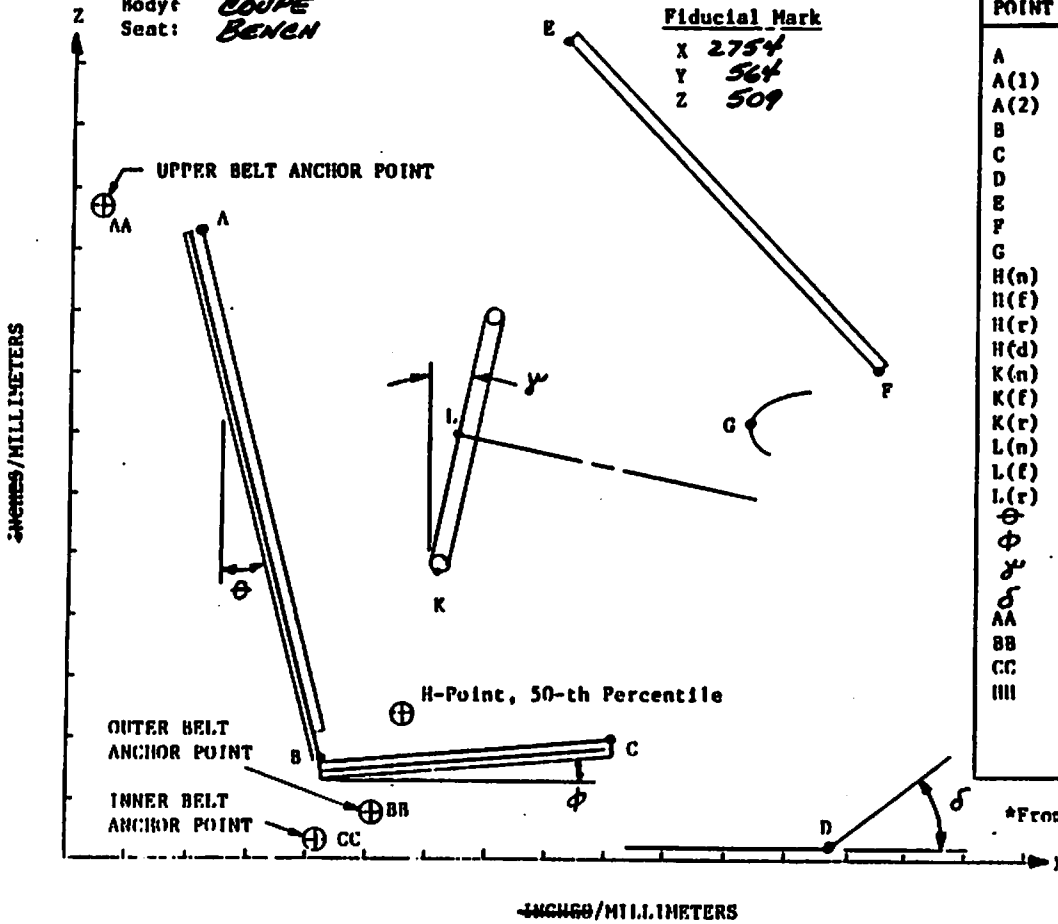 Body: COUPE
Seat: BENCH
Fiducial Mark
X 2754
Y 564
Z 509
Z
E
UPPER BELT ANCHOR POINT
AA
A
INCHES/MILLIMETERS
γ
L
G
F
θ
K
H-Point, 50-th Percentile
OUTER BELT
ANCHOR POINT
B
C
INNER BELT
ANCHOR POINT
BB
CC
φ
D
δ
INCHES/MILLIMETERS
POINT
A
A(1)
A(2)
B
C
D
E
F
G
H(n)
H(f)
H(r)
H(d)
K(n)
K(f)
K(r)
L(n)
L(f)
L(r)
θ
φ
γ
δ
AA
BB
CC
HH
*Fro